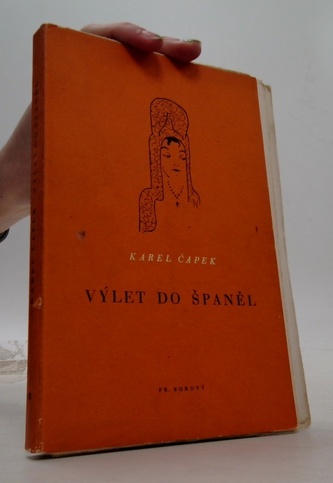 KAREL ČAPEK
VÝLET DO ŠPANĚL
FR. BOROVÝ